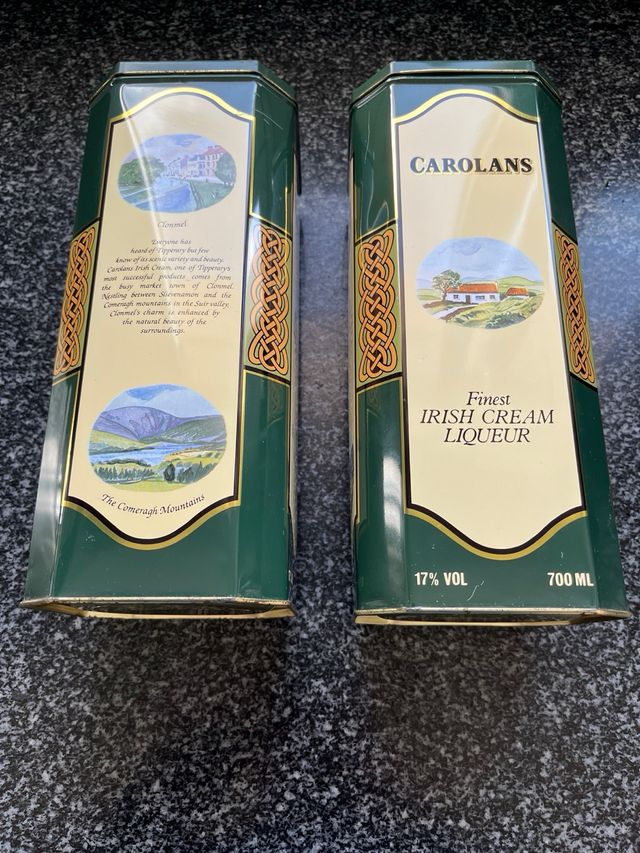 Clonmel
Everyone has
heard of Tipperary but few
know of its scenic variety and beauty.
Carolans Irish Cream, one of Tipperary's
most successful products comes from
the busy market town of Clonmel.
Nestling between Slievenamon and the
Comeragh mountains in the Suir valley,
Clonmel's charm is enhanced by
the natural beauty of the
surroundings.
The Comeragh Mountains
CAROLANS
Finest
IRISH CREAM
LIQUEUR
17% VOL 700 ML